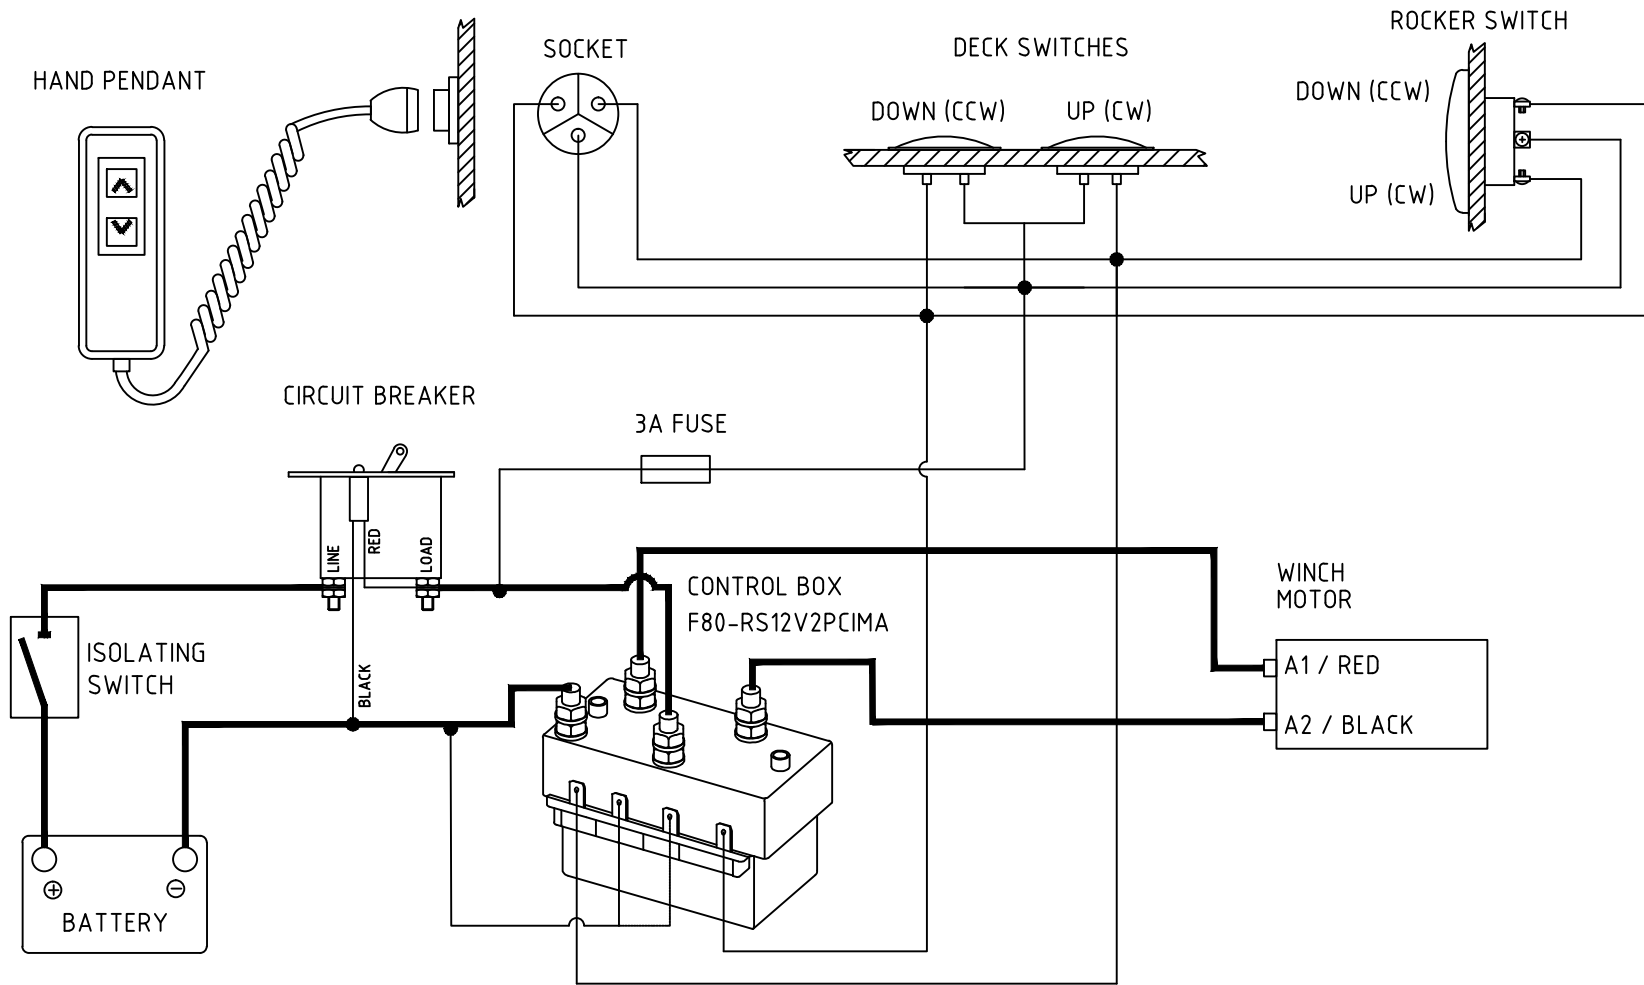 ROCKER SWITCH
SOCKET
DECK SWITCHES
HAND PENDANT
DOWN (CCW)
DOWN (CCW)
UP (CW)
UP (CW)
CIRCUIT BREAKER
3A FUSE
LINE
RED
LOAD
CONTROL BOX
F80-RS12V2PCIMA
WINCH
MOTOR
ISOLATING
SWITCH
BLACK
A1 / RED
A2 / BLACK
+
-
BATTERY